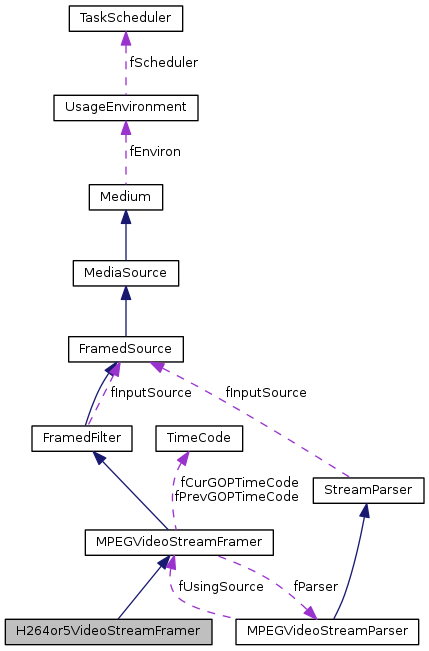 TaskScheduler
fScheduler
UsageEnvironment
fEnviron
Medium
MediaSource
FramedSource
fInputSource
fInputSource
FramedFilter
TimeCode
fCurGOPTimeCode
fPrevGOPTimeCode
StreamParser
MPEGVideoStreamFramer
fUsingSource
fParser
H264or5VideoStreamFramer
MPEGVideoStreamParser